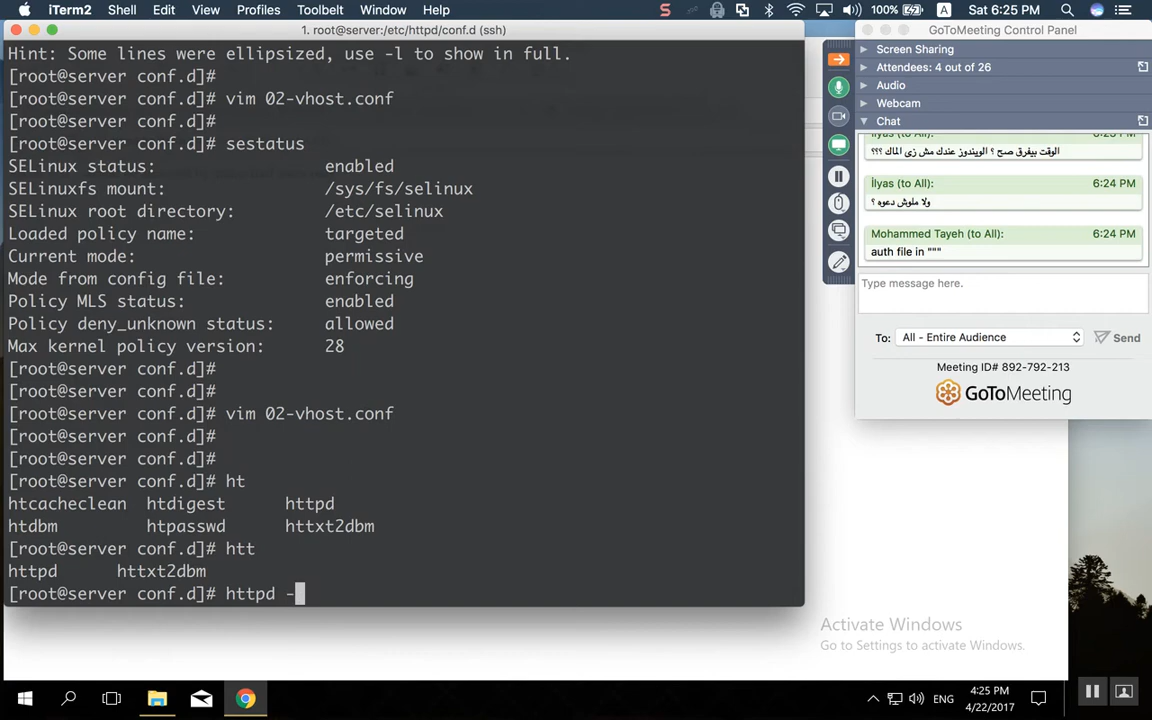 iTerm2 Shell Edit View Profiles Toolbelt Window Help
100% Sat 6:25 PM
1. root@server:/etc/httpd/conf.d (ssh)
Hint: Some lines were ellipsized, use -l to show in full.
[root@server conf.d]#
[root@server conf.d]# vim 02-vhost.conf
[root@server conf.d]#
[root@server conf.d]# sestatus
SELinux status: enabled
SELinuxfs mount: /sys/fs/selinux
SELinux root directory: /etc/selinux
Loaded policy name: targeted
Current mode: permissive
Mode from config file: enforcing
Policy MLS status: enabled
Policy deny_unknown status: allowed
Max kernel policy version: 28
[root@server conf.d]#
[root@server conf.d]#
[root@server conf.d]# vim 02-vhost.conf
[root@server conf.d]#
[root@server conf.d]#
[root@server conf.d]# ht
htcacheclean htdigest httpd
htdbm htpasswd httxt2dbm
[root@server conf.d]# htt
httpd httxt2dbm
[root@server conf.d]# httpd -
GoToMeeting Control Panel
Screen Sharing
Attendees: 4 out of 26
Audio
Webcam
Chat
الوقت بيفرق صح ؟ الويندوز عندك مش زى الماك ؟؟؟
İlyas (to All): 6:24 PM
ولا ملوش دعوه ؟
Mohammed Tayeh (to All): 6:24 PM
auth file in """
Type message here.
To: All - Entire Audience Send
Meeting ID# 892-792-213
GoToMeeting
Activate Windows
Go to Settings to activate Windows.
ENG
4:25 PM
4/22/2017